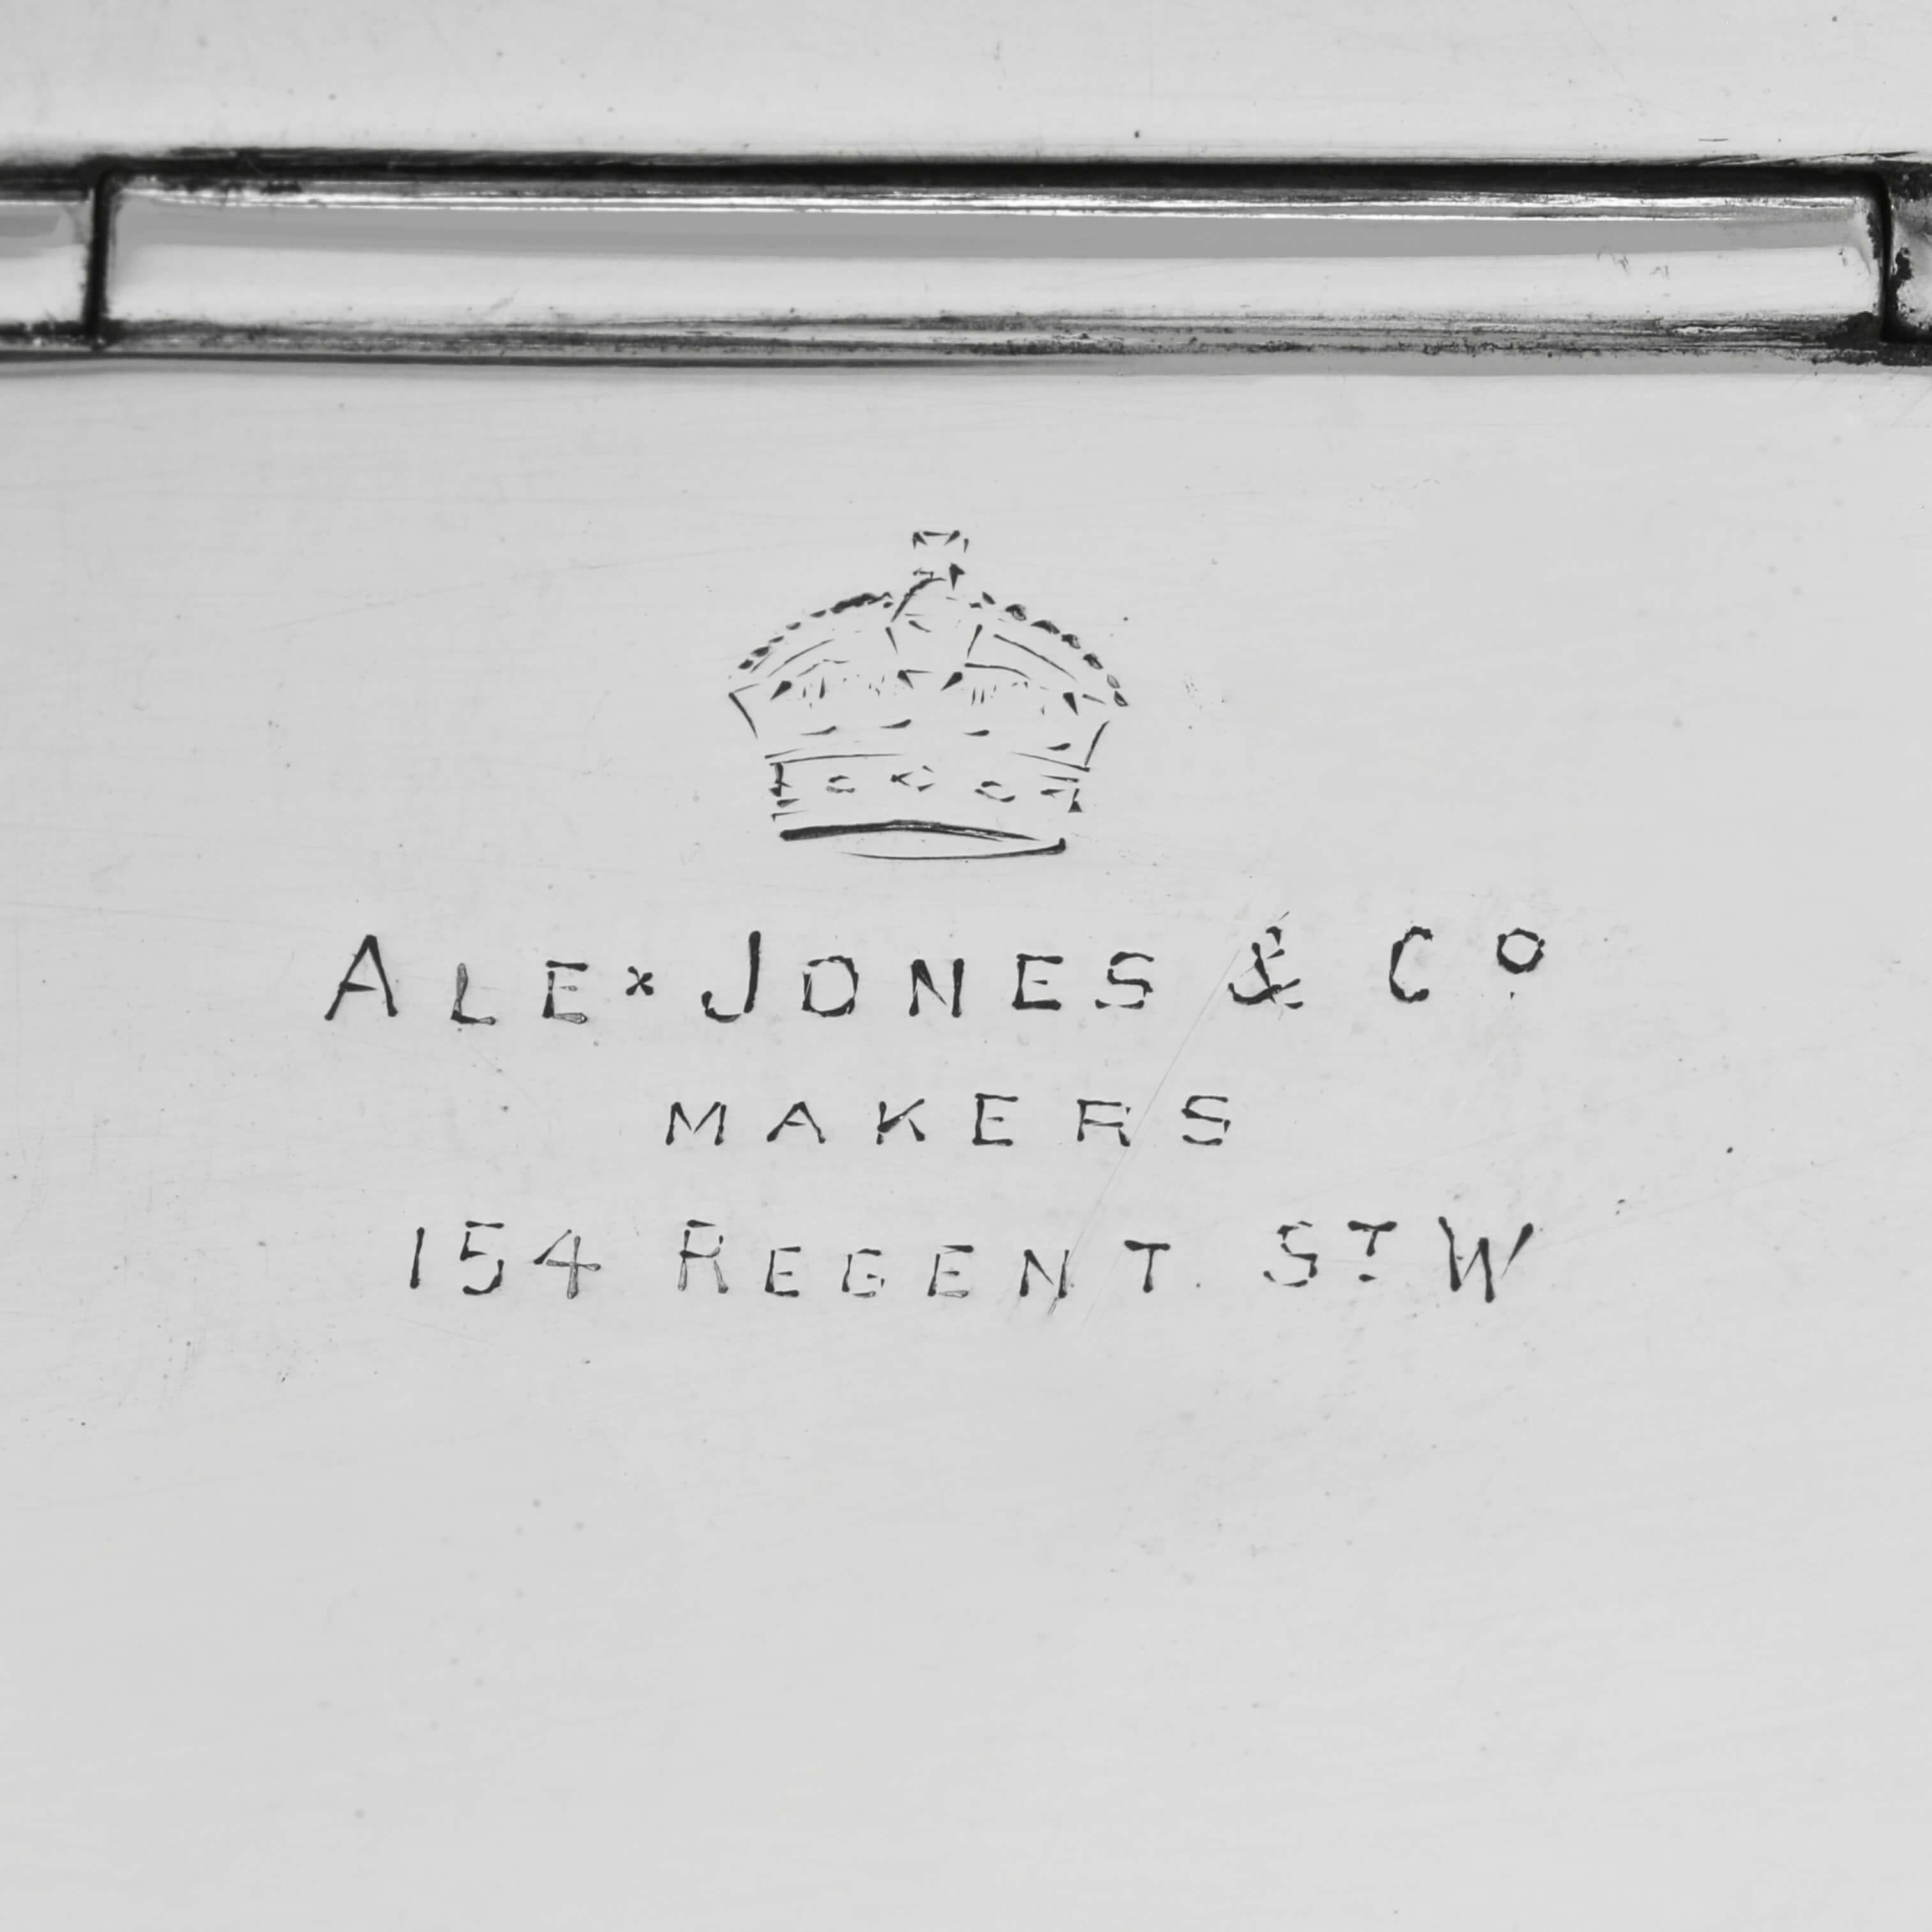 ALEX JONES & Co
MAKERS
154 REGENT. ST W